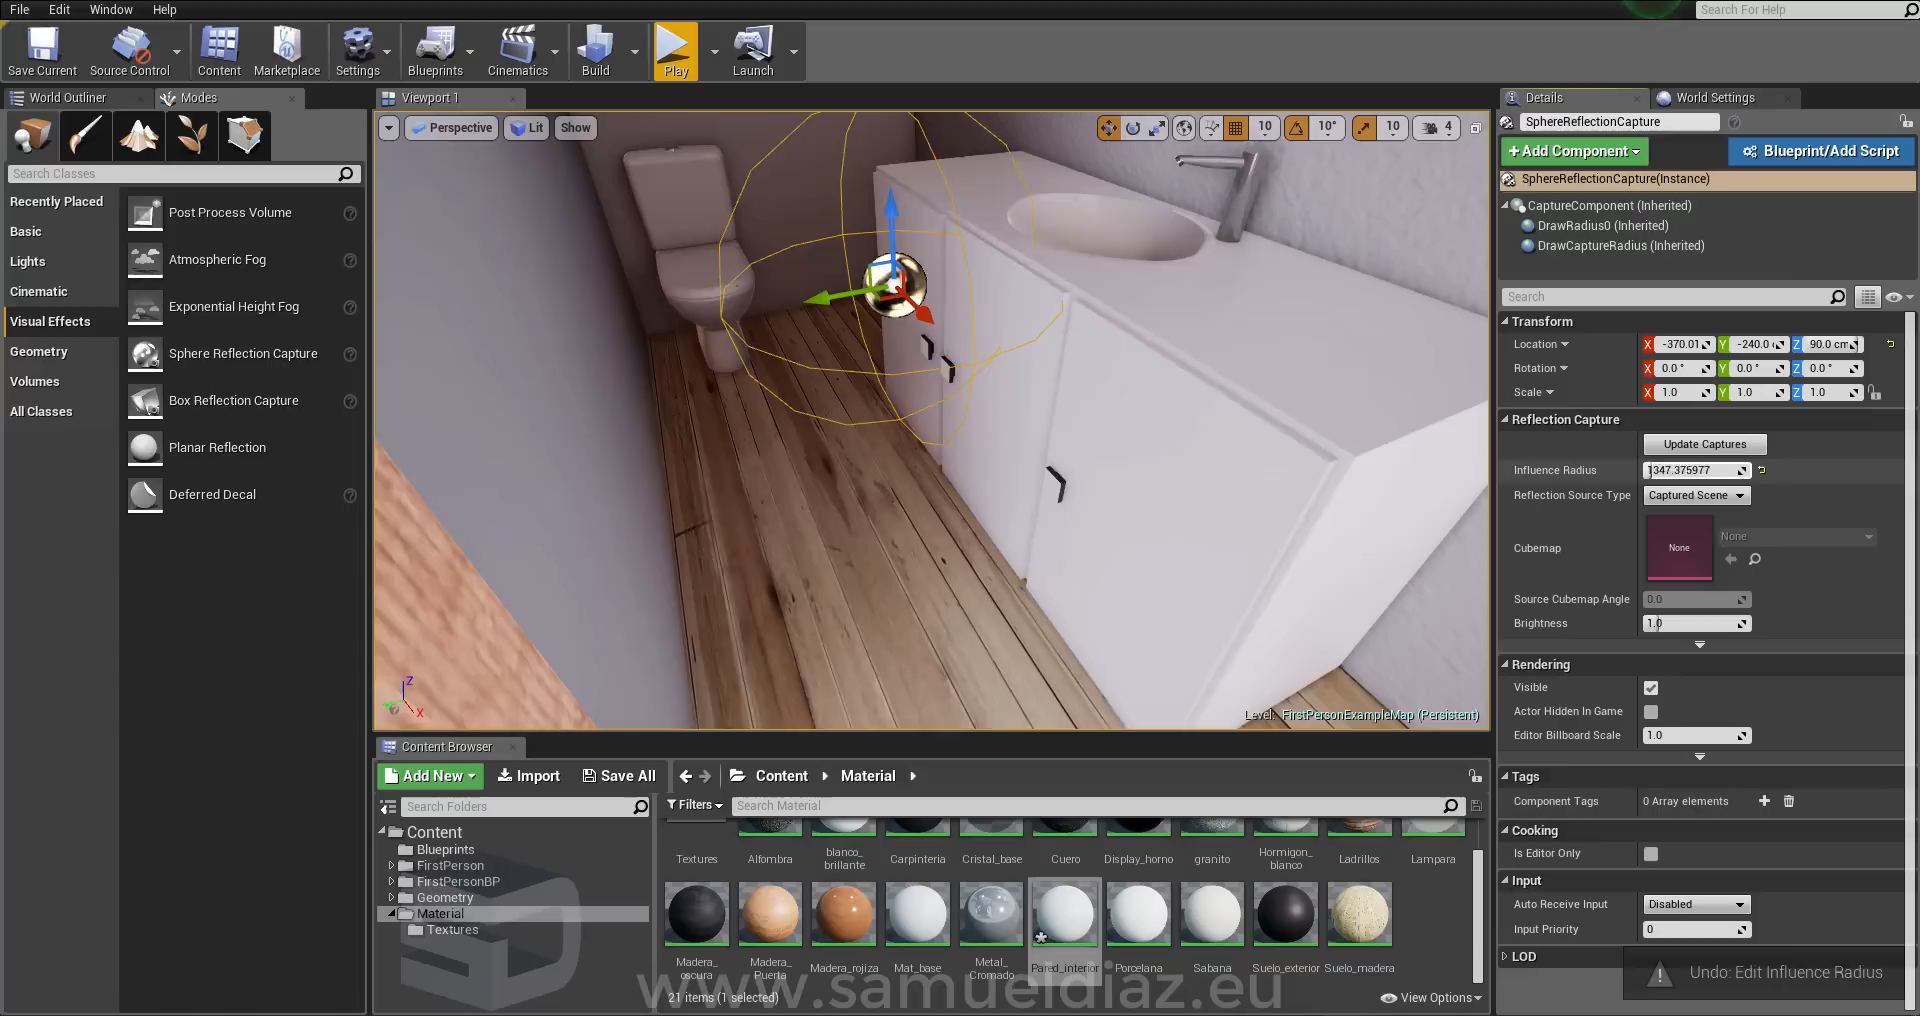 File Edit Window Help
Search For Help
Save Current Source Control Content Marketplace Settings Blueprints Cinematics Build Play Launch
World Outliner Modes
Search Classes
Recently Placed
Basic
Lights
Cinematic
Visual Effects
Geometry
Volumes
All Classes
Post Process Volume
Atmospheric Fog
Exponential Height Fog
Sphere Reflection Capture
Box Reflection Capture
Planar Reflection
Deferred Decal
Viewport 1
Perspective Lit Show
10 10° 10 4
Z
X
Level: FirstPersonExampleMap (Persistent)
Content Browser
Add New Import Save All Content Material
Search Folders
Filters Search Material
Content
Blueprints
FirstPerson
FirstPersonBP
Geometry
Material
Textures
Textures Alfombra blanco_ Carpinteria Cristal_base Cuero Display_horno granito Hormigon_ Ladrillos Lampara
brillante blanco
Madera_ Madera_ Madera_rojiza Mat_base Metal_ Pared_interior Porcelana Sabana Suelo_exterior Suelo_madera
oscura Puerta Cromado
21 items (1 selected)
View Options
www.samueldiaz.eu
Details World Settings
SphereReflectionCapture
+Add Component Blueprint/Add Script
SphereReflectionCapture(Instance)
CaptureComponent (Inherited)
DrawRadius0 (Inherited)
DrawCaptureRadius (Inherited)
Search
Transform
Location X -370.01 Y -240.0 Z 90.0 cm
Rotation X 0.0 ° Y 0.0 ° Z 0.0 °
Scale X 1.0 Y 1.0 Z 1.0
Reflection Capture
Update Captures
Influence Radius 1347.375977
Reflection Source Type Captured Scene
Cubemap None None
Source Cubemap Angle 0.0
Brightness 1.0
Rendering
Visible
Actor Hidden In Game
Editor Billboard Scale 1.0
Tags
Component Tags 0 Array elements
Cooking
Is Editor Only
Input
Auto Receive Input Disabled
Input Priority 0
LOD
Undo: Edit Influence Radius